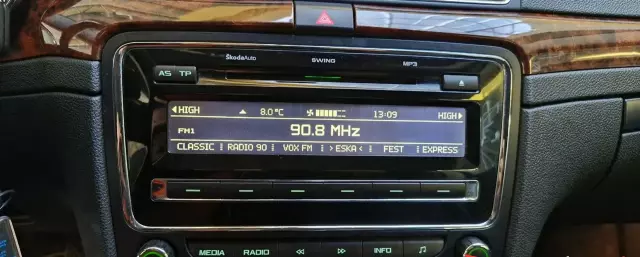 ŠkodaAuto SWING MP3
AS TP
◄HIGH 8.0°C 13:09 HIGH►
FM1 90.8 MHz
CLASSIC RADIO 90 VOX FM >ESKA< FEST EXPRESS
MEDIA RADIO INFO